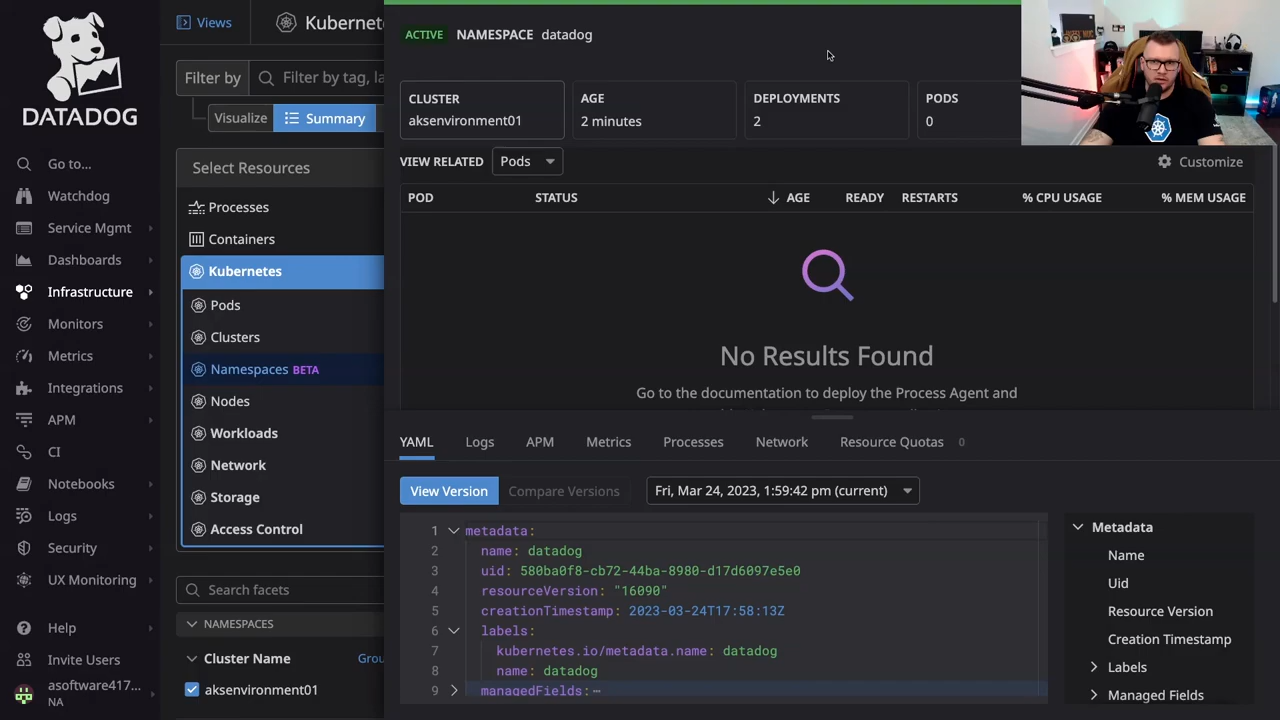 DATADOG
Go to...
Watchdog
Service Mgmt
Dashboards
Infrastructure
Monitors
Metrics
Integrations
APM
CI
Notebooks
Logs
Security
UX Monitoring
Help
Invite Users
asoftware417...
NA
Views
Kuberne
Filter by
Filter by tag, la
Visualize
Summary
Select Resources
Processes
Containers
Kubernetes
Pods
Clusters
Namespaces BETA
Nodes
Workloads
Network
Storage
Access Control
Search facets
NAMESPACES
Cluster Name
Grou
aksenvironment01
ACTIVE NAMESPACE datadog
CLUSTER
aksenvironment01
AGE
2 minutes
DEPLOYMENTS
2
PODS
0
VIEW RELATED Pods
Customize
POD STATUS AGE READY RESTARTS % CPU USAGE % MEM USAGE
No Results Found
Go to the documentation to deploy the Process Agent and
YAML Logs APM Metrics Processes Network Resource Quotas 0
View Version Compare Versions Fri, Mar 24, 2023, 1:59:42 pm (current)
1 metadata:
2 name: datadog
3 uid: 580ba0f8-cb72-44ba-8980-d17d6097e5e0
4 resourceVersion: "16090"
5 creationTimestamp: 2023-03-24T17:58:13Z
6 labels:
7 kubernetes.io/metadata.name: datadog
8 name: datadog
9 managedFields:
Metadata
Name
Uid
Resource Version
Creation Timestamp
Labels
Managed Fields